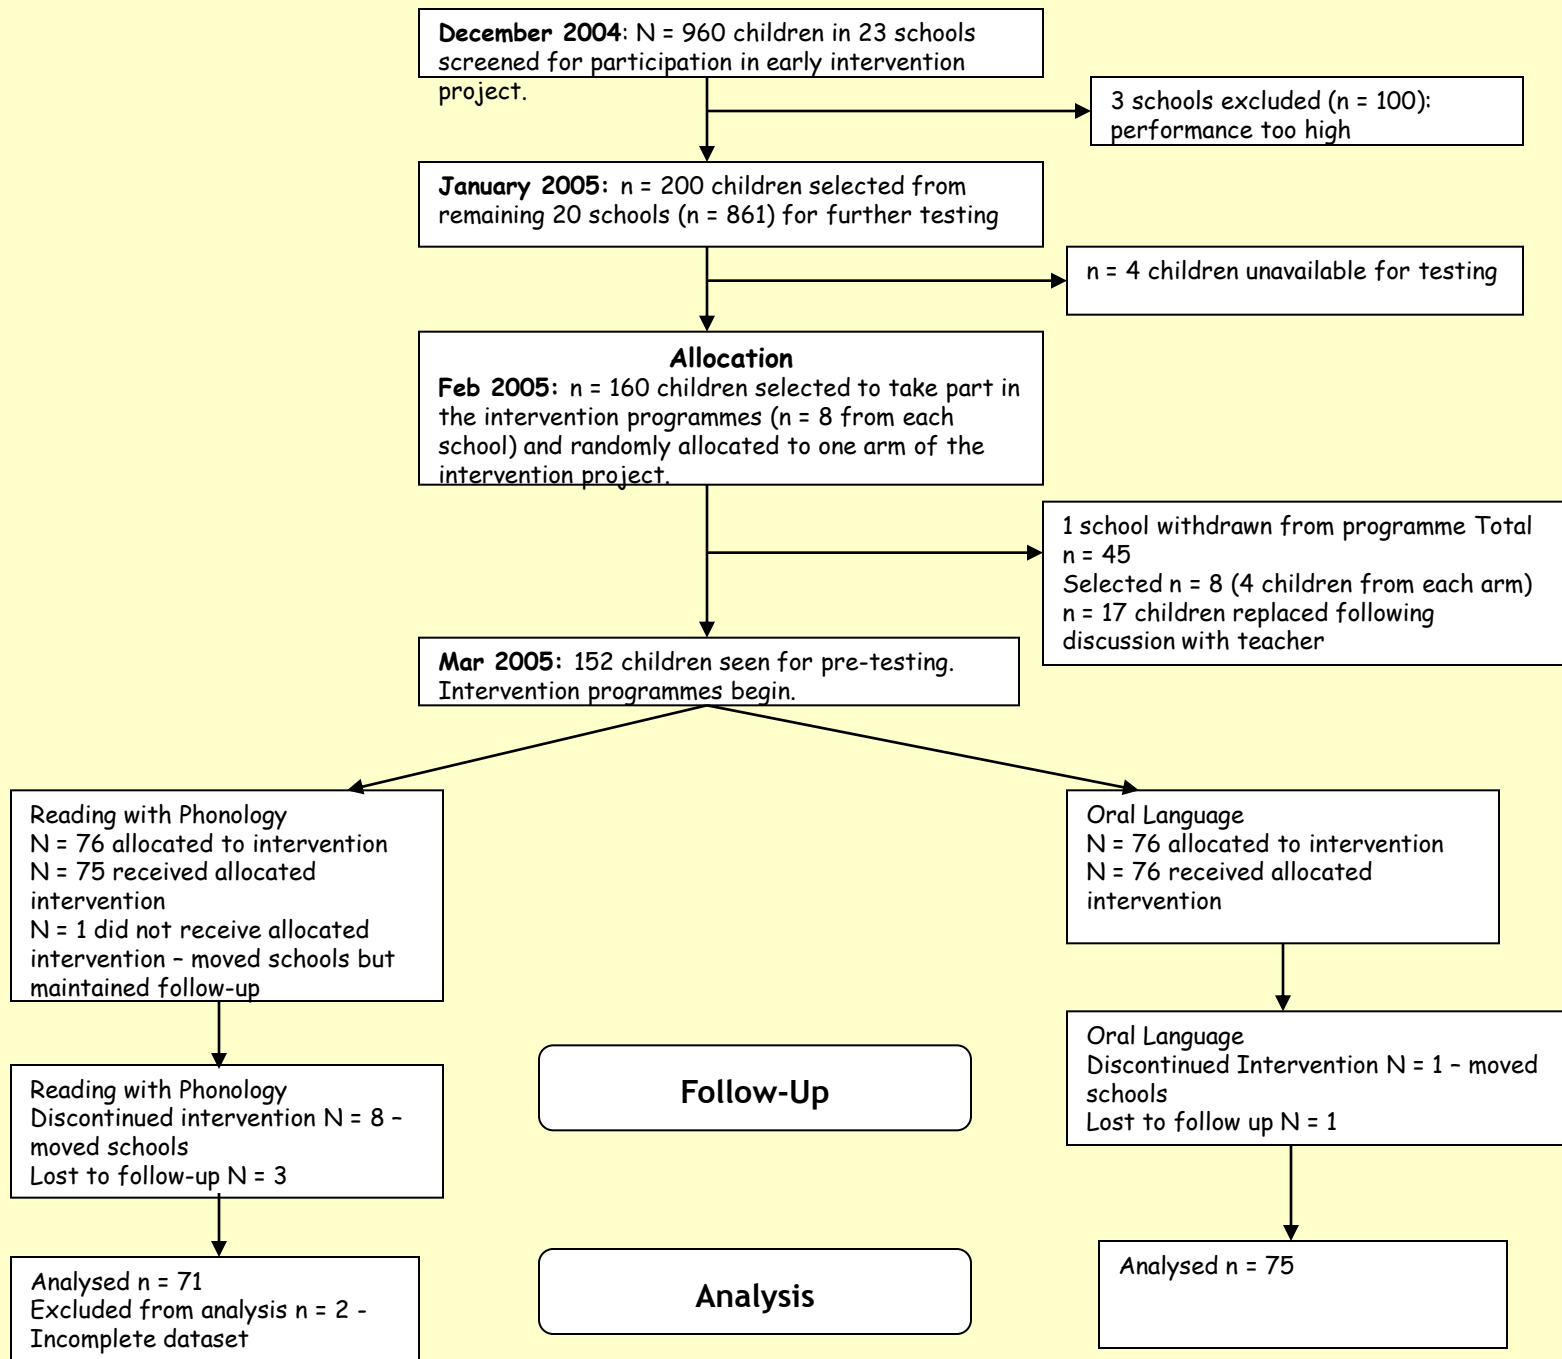 December 2004: N = 960 children in 23 schools
screened for participation in early intervention
project.
3 schools excluded (n = 100):
performance too high
January 2005: n = 200 children selected from
remaining 20 schools (n = 861) for further testing
n = 4 children unavailable for testing
Allocation
Feb 2005: n = 160 children selected to take part in
the intervention programmes (n = 8 from each
school) and randomly allocated to one arm of the
intervention project.
1 school withdrawn from programme Total
n = 45
Selected n = 8 (4 children from each arm)
n = 17 children replaced following
discussion with teacher
Mar 2005: 152 children seen for pre-testing.
Intervention programmes begin.
Reading with Phonology
N = 76 allocated to intervention
N = 75 received allocated
intervention
N = 1 did not receive allocated
intervention – moved schools but
maintained follow-up
Oral Language
N = 76 allocated to intervention
N = 76 received allocated
intervention
Reading with Phonology
Discontinued intervention N = 8 –
moved schools
Lost to follow-up N = 3
Follow-Up
Oral Language
Discontinued Intervention N = 1 – moved
schools
Lost to follow up N = 1
Analysed n = 71
Excluded from analysis n = 2 -
Incomplete dataset
Analysis
Analysed n = 75